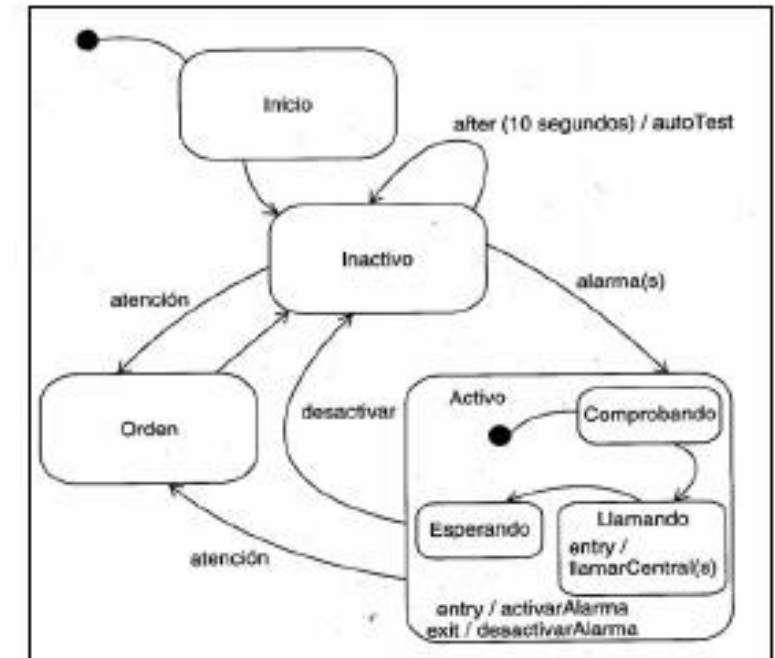 Inicio
after (10 segundos) / autoTest
Inactivo
atención
alarma(s)
Orden
desactivar
Activo
Comprobando
Esperando
Llamando
entry /
llamarCentral(s)
atención
entry / activarAlarma
exit / desactivarAlarma